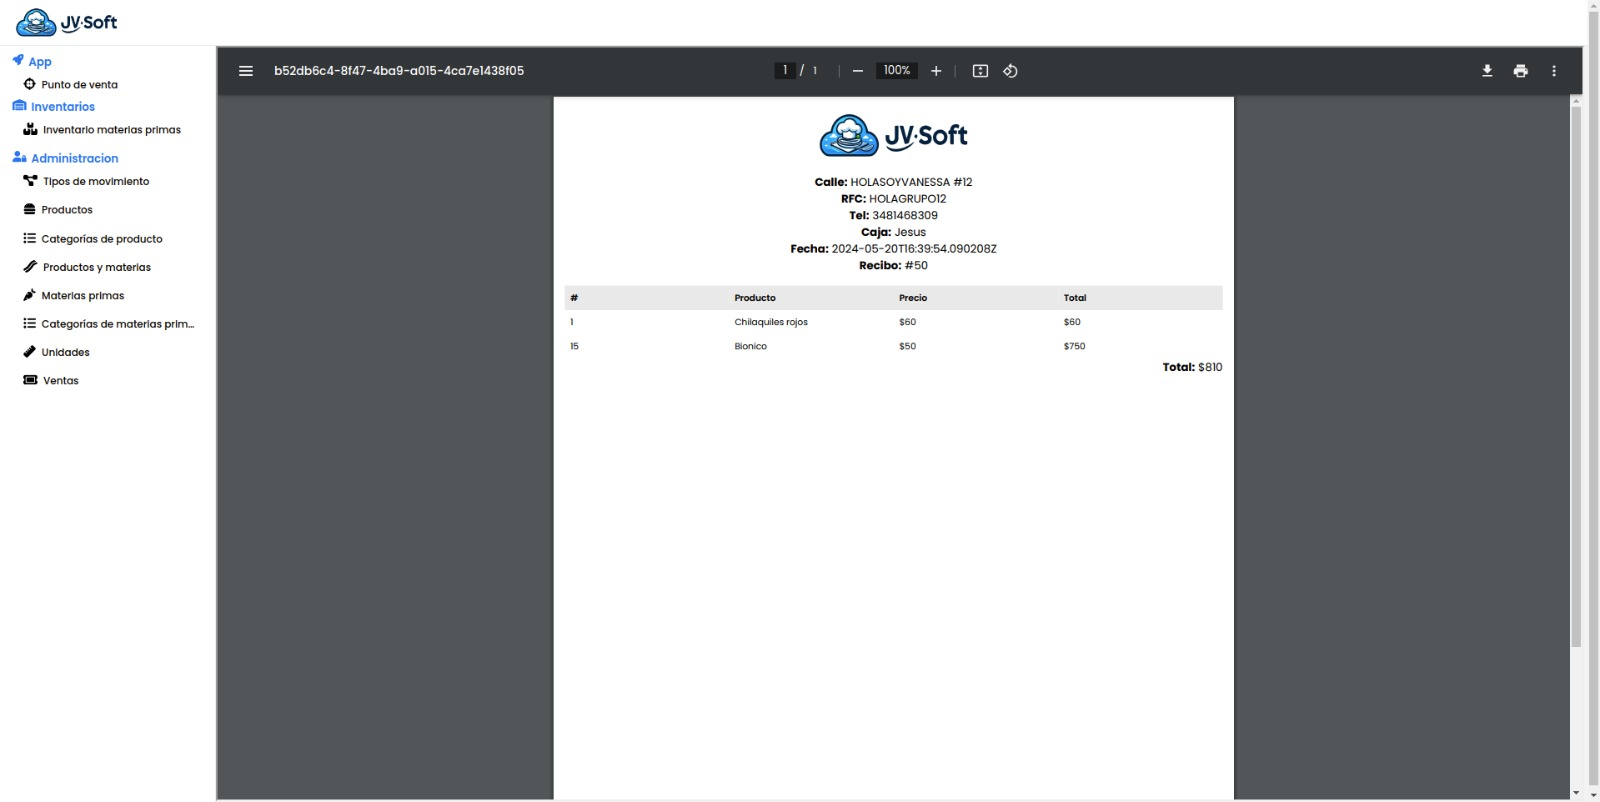 JV·Soft
App
Punto de venta
Inventarios
Inventario materias primas
Administracion
Tipos de movimiento
Productos
Categorías de producto
Productos y materias
Materias primas
Categorías de materias prim...
Unidades
Ventas
b52db6c4-8f47-4ba9-a015-4ca7e1438f05
1 / 1
100%
JV·Soft
Calle: HOLASOYVANESSA #12
RFC: HOLAGRUPO12
Tel: 3481468309
Caja: Jesus
Fecha: 2024-05-20T16:39:54.090208Z
Recibo: #50
# Producto Precio Total
1 Chilaquiles rojos $60 $60
15 Bionico $50 $750
Total: $810